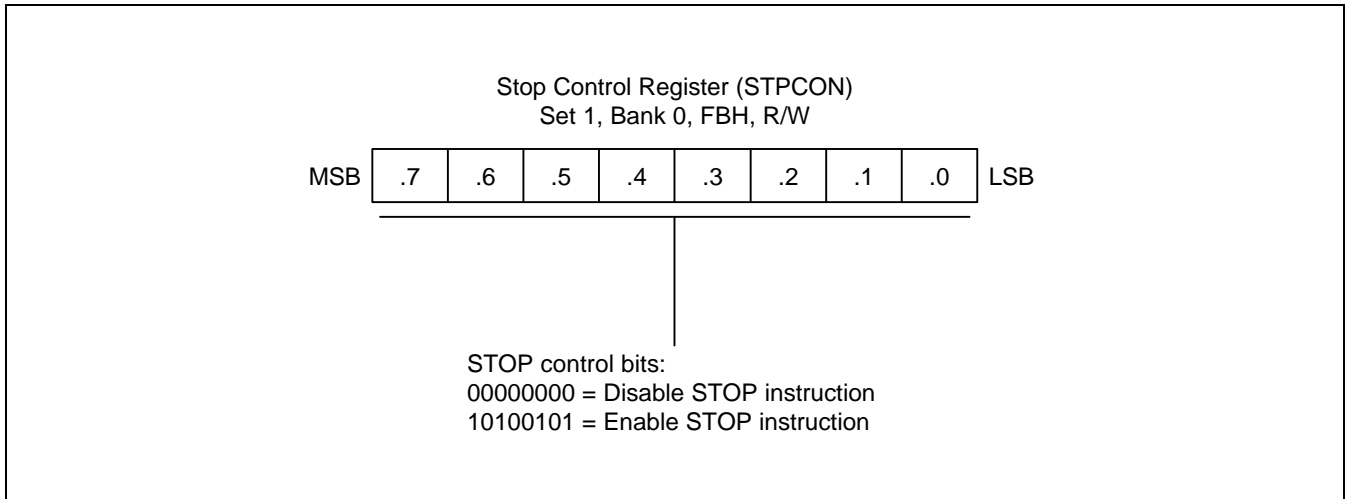 Stop Control Register (STPCON)
Set 1, Bank 0, FBH, R/W
MSB .7 .6 .5 .4 .3 .2 .1 .0 LSB
STOP control bits:
00000000 = Disable STOP instruction
10100101 = Enable STOP instruction